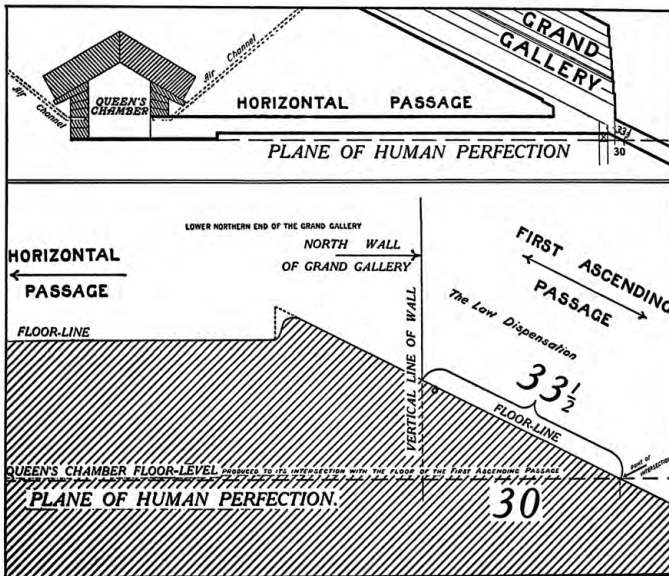 GRAND
GALLERY
Air Channel
Air Channel
QUEEN'S
CHAMBER
HORIZONTAL PASSAGE
33½
30
PLANE OF HUMAN PERFECTION
LOWER NORTHERN END OF THE GRAND GALLERY
HORIZONTAL
PASSAGE
NORTH WALL
OF GRAND GALLERY
FIRST ASCENDING
PASSAGE
The Law Dispensation
FLOOR-LINE
VERTICAL LINE OF WALL
33½
FLOOR-LINE
POINT OF
INTERSECTION
QUEEN'S CHAMBER FLOOR-LEVEL PRODUCED TO ITS INTERSECTION WITH THE FLOOR OF THE FIRST ASCENDING PASSAGE
PLANE OF HUMAN PERFECTION.
30